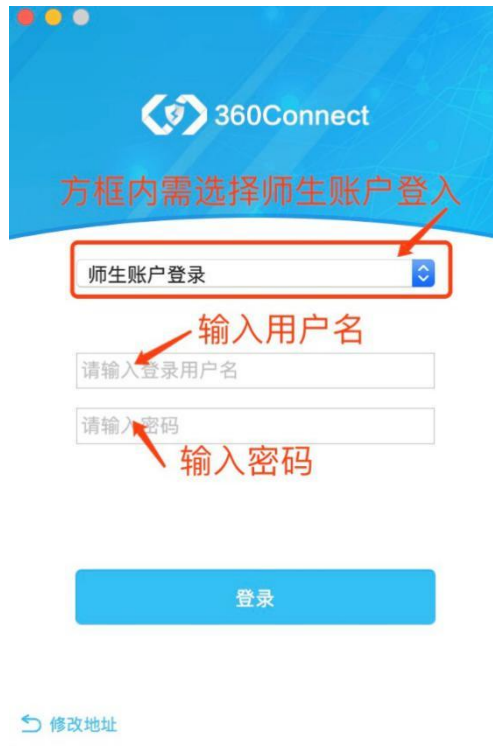 360Connect
方框内需选择师生账户登入
师生账户登录
输入用户名
请输入登录用户名
请输入密码
输入密码
登录
修改地址